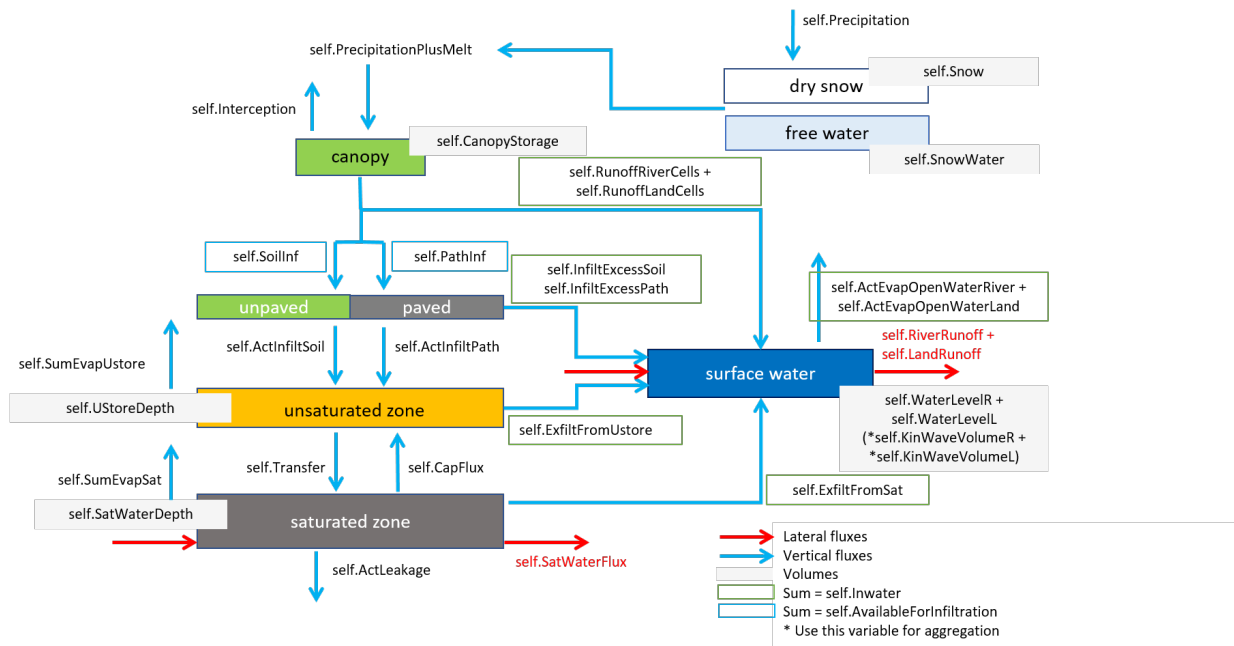 self.Precipitation
self.PrecipitationPlusMelt
self.Snow
dry snow
self.Interception
free water
self.CanopyStorage
canopy
self.SnowWater
self.RunoffRiverCells +
self.RunoffLandCells
self.SoilInf
self.PathInf
self.InfiltExcessSoil
self.InfiltExcessPath
self.ActEvapOpenWaterRiver +
self.ActEvapOpenWaterLand
unpaved
paved
self.RiverRunoff +
self.LandRunoff
self.ActInfiltSoil
self.ActInfiltPath
self.SumEvapUstore
surface water
self.UStoreDepth
unsaturated zone
self.WaterLevelR +
self.WaterLevelL
(*self.KinWaveVolumeR +
*self.KinWaveVolumeL)
self.ExfiltFromUstore
self.Transfer
self.CapFlux
self.SumEvapSat
self.ExfiltFromSat
self.SatWaterDepth
saturated zone
self.SatWaterFlux
self.ActLeakage
Lateral fluxes
Vertical fluxes
Volumes
Sum = self.Inwater
Sum = self.AvailableForInfiltration
* Use this variable for aggregation